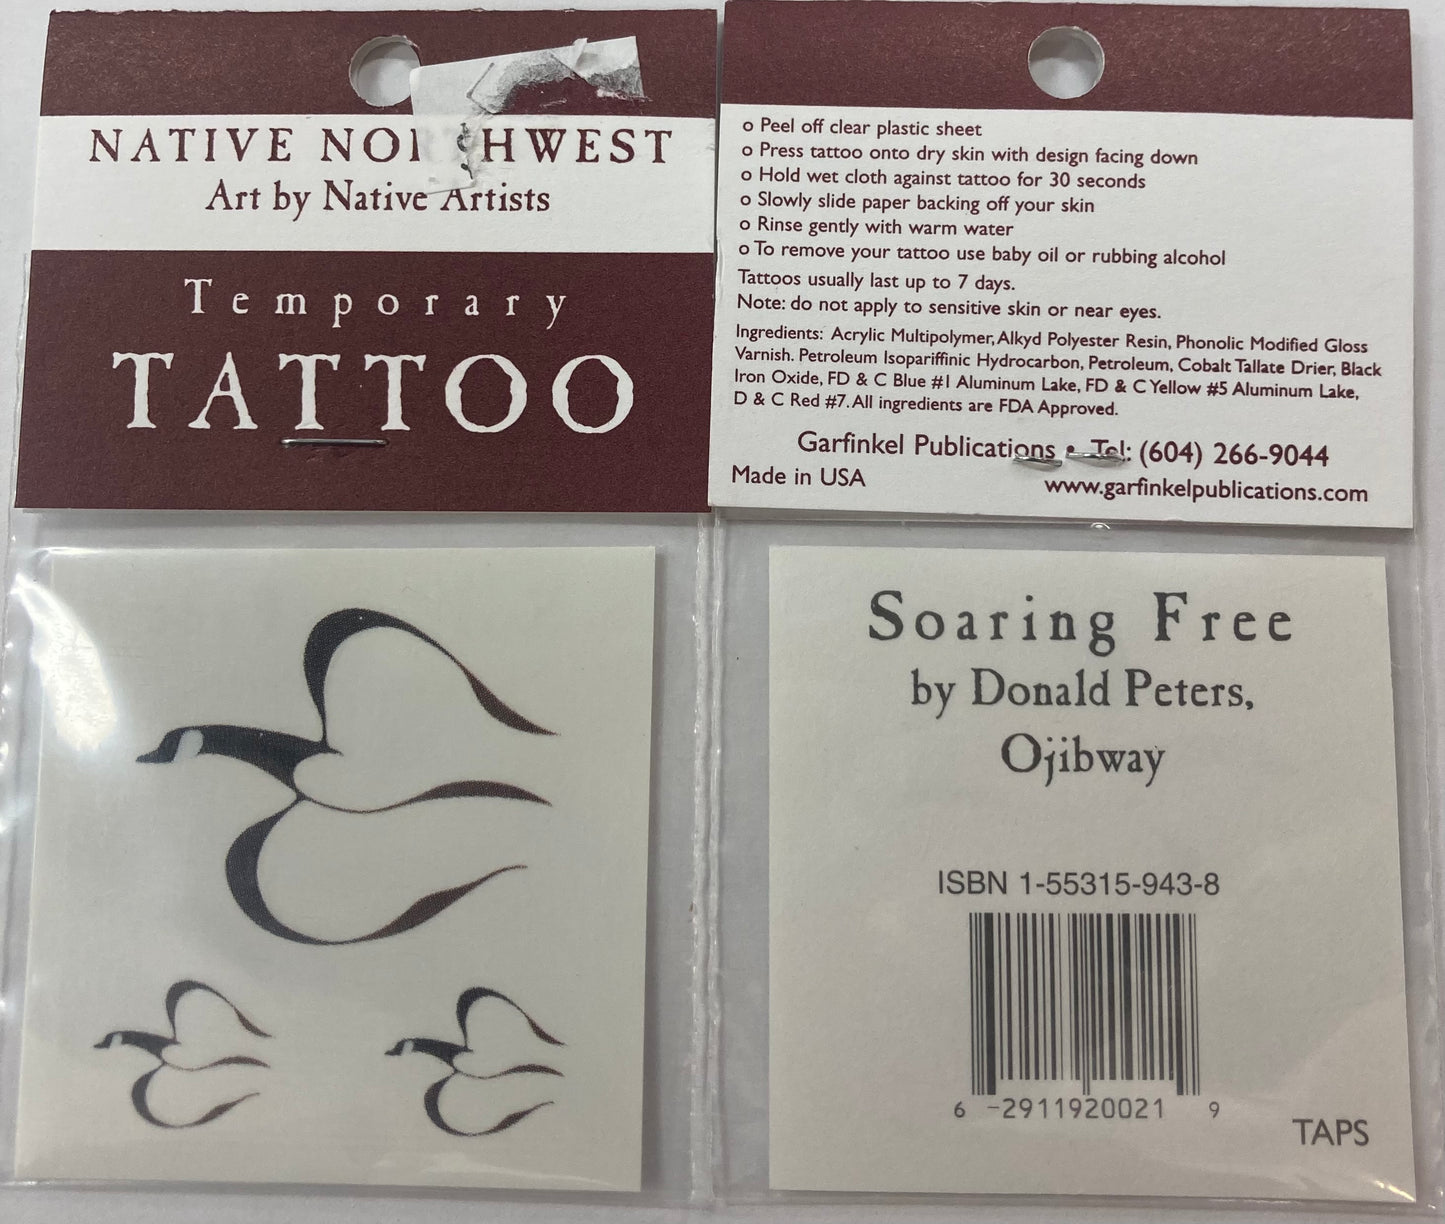 NATIVE NORTHWEST
Art by Native Artists
Temporary
TATTOO
o Peel off clear plastic sheet
o Press tattoo onto dry skin with design facing down
o Hold wet cloth against tattoo for 30 seconds
o Slowly slide paper backing off your skin
o Rinse gently with warm water
o To remove your tattoo use baby oil or rubbing alcohol
Tattoos usually last up to 7 days.
Note: do not apply to sensitive skin or near eyes.
Ingredients: Acrylic Multipolymer, Alkyd Polyester Resin, Phonolic Modified Gloss
Varnish. Petroleum Isopariffinic Hydrocarbon, Petroleum, Cobalt Tallate Drier, Black
Iron Oxide, FD & C Blue #1 Aluminum Lake, FD & C Yellow #5 Aluminum Lake,
D & C Red #7. All ingredients are FDA Approved.
Garfinkel Publications • Tel: (604) 266-9044
Made in USA
www.garfinkelpublications.com
Soaring Free
by Donald Peters,
Ojibway
ISBN 1-55315-943-8
6 -2911920021 9
TAPS